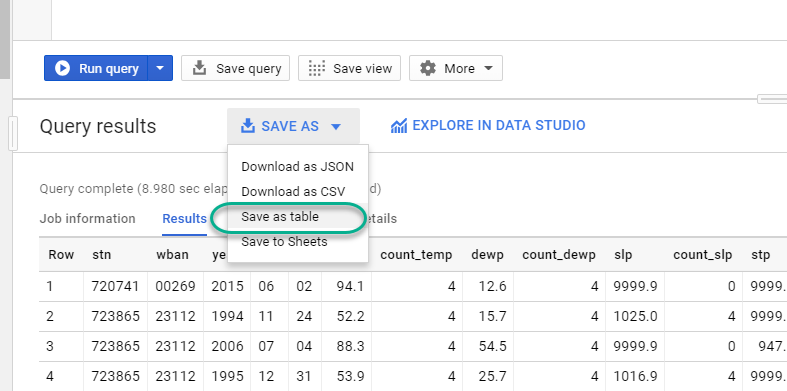 Run query Save query Save view More
Query results SAVE AS EXPLORE IN DATA STUDIO
Download as JSON
Download as CSV
Save as table
Save to Sheets
Query complete (8.980 sec elap d)
Job information Results etails
Row stn wban ye count_temp dewp count_dewp slp count_slp stp
1 720741 00269 2015 06 02 94.1 4 12.6 4 9999.9 0 9999.
2 723865 23112 1994 11 24 52.2 4 15.7 4 1025.0 4 9999.
3 723865 23112 2006 07 04 88.3 4 54.5 4 9999.9 0 947.
4 723865 23112 1995 12 31 53.9 4 25.7 4 1016.9 4 9999.